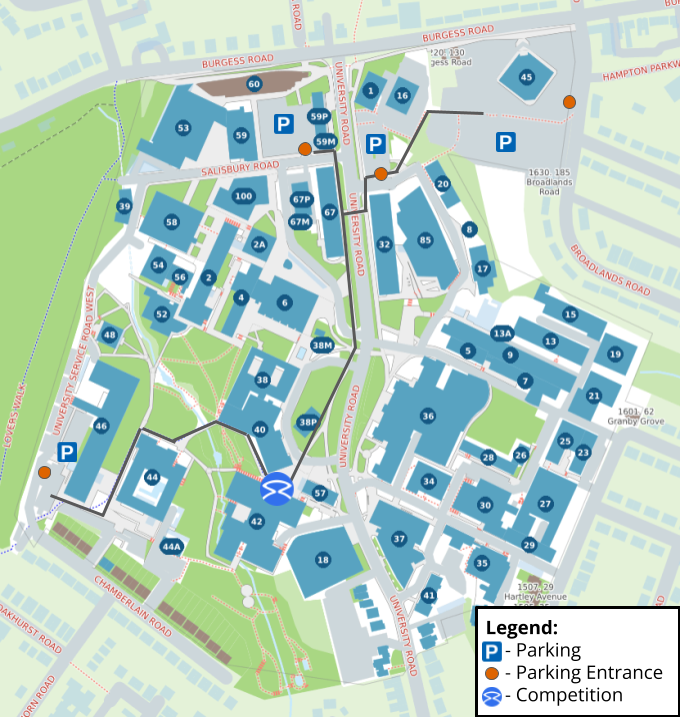 BURGESS ROAD
BURGESS ROAD
20; 130
gess Road
HAMPTON PARKW
UNIVERSITY ROAD
60
1
16
45
P
P
P
59P
59M
53
59
SALISBURY ROAD
1630; 185
Broadlands
Road
39
100
67P
67M
67
20
58
2A
32
85
8
UNIVERSITY ROAD
54
56
2
4
6
17
BROADLANDS ROAD
52
48
38M
15
13A
13
5
9
19
7
21
UNIVERSITY SERVICE ROAD WEST
LOVERS WALK
38
40
38P
36
UNIVERSITY ROAD
1601; 62
Granby Grove
46
P
25
23
28
26
44
34
57
42
30
27
37
29
44A
18
35
41
1507; 29
Hartley Avenue
CHAMBERLAIN ROAD
OAKHURST ROAD
ORN ROAD
UNIVERSITY ROAD
Legend:
P - Parking
- Parking Entrance
- Competition